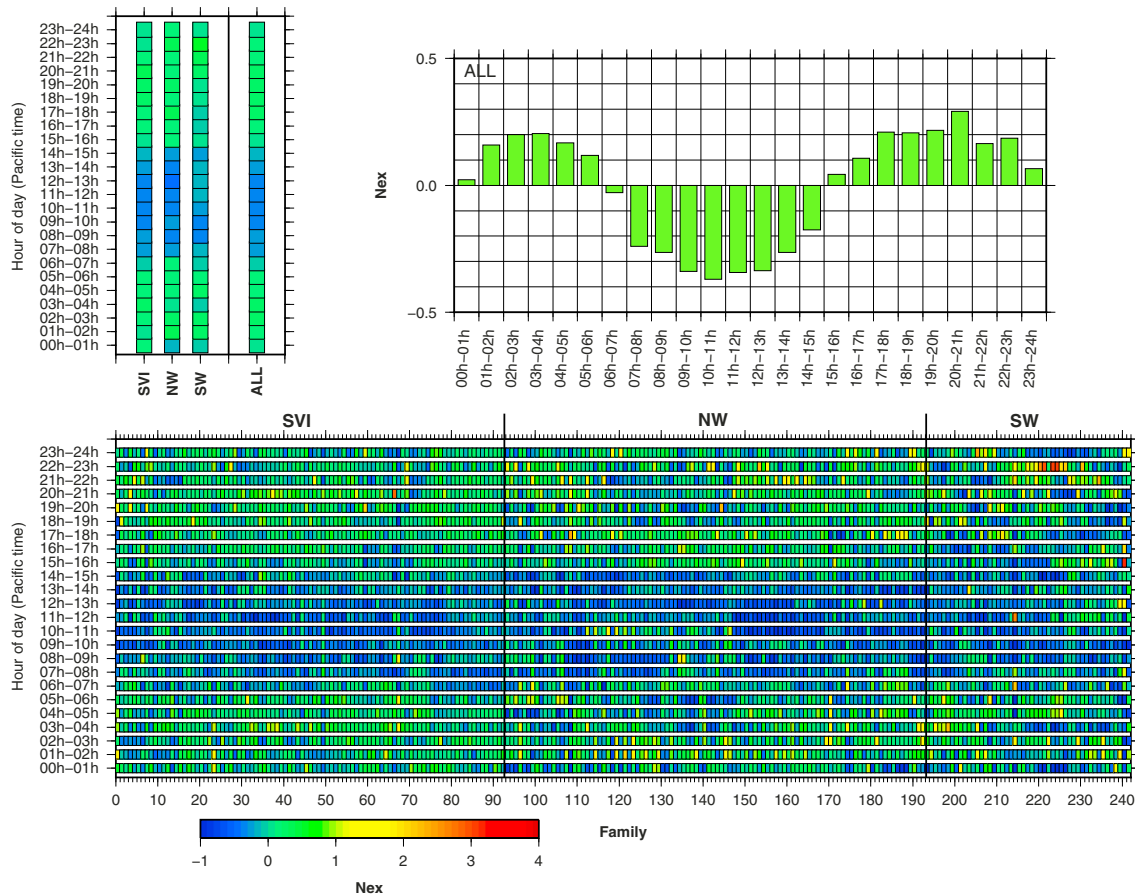 Hour of day (Pacific time)
23h–24h
22h–23h
21h–22h
20h–21h
19h–20h
18h–19h
17h–18h
16h–17h
15h–16h
14h–15h
13h–14h
12h–13h
11h–12h
10h–11h
09h–10h
08h–09h
07h–08h
06h–07h
05h–06h
04h–05h
03h–04h
02h–03h
01h–02h
00h–01h
SVI NW SW ALL
ALL
Nex
0.5
0.0
−0.5
00h–01h
01h–02h
02h–03h
03h–04h
04h–05h
05h–06h
06h–07h
07h–08h
08h–09h
09h–10h
10h–11h
11h–12h
12h–13h
13h–14h
14h–15h
15h–16h
16h–17h
17h–18h
18h–19h
19h–20h
20h–21h
21h–22h
22h–23h
23h–24h
SVI NW SW
Hour of day (Pacific time)
23h–24h
22h–23h
21h–22h
20h–21h
19h–20h
18h–19h
17h–18h
16h–17h
15h–16h
14h–15h
13h–14h
12h–13h
11h–12h
10h–11h
09h–10h
08h–09h
07h–08h
06h–07h
05h–06h
04h–05h
03h–04h
02h–03h
01h–02h
00h–01h
0 10 20 30 40 50 60 70 80 90 100 110 120 130 140 150 160 170 180 190 200 210 220 230 240
Family
−1 0 1 2 3 4
Nex